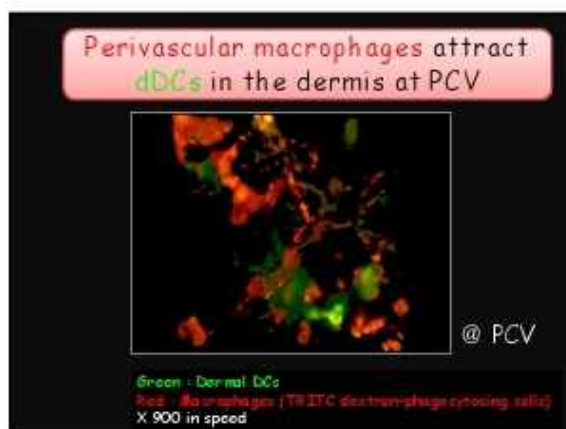 Perivascular macrophages attract
dDCs in the dermis at PCV
@ PCV
Green : Dermal DCs
Red : Macrophages (TRITC dextran-phagocytosing cells)
X 900 in speed